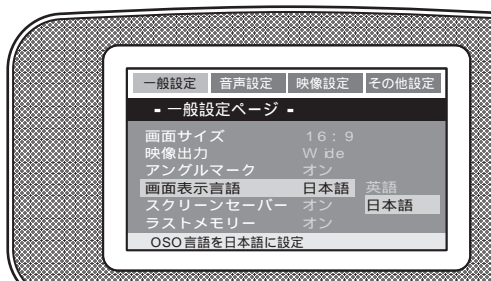 一般設定 音声設定 映像設定 その他設定
- 一般設定ページ -
画面サイズ 16：9
映像出力 Wide
アングルマーク オン
画面表示言語 日本語 英語
スクリーンセーバー オン 日本語
ラストメモリー オン
OSO言語を日本語に設定